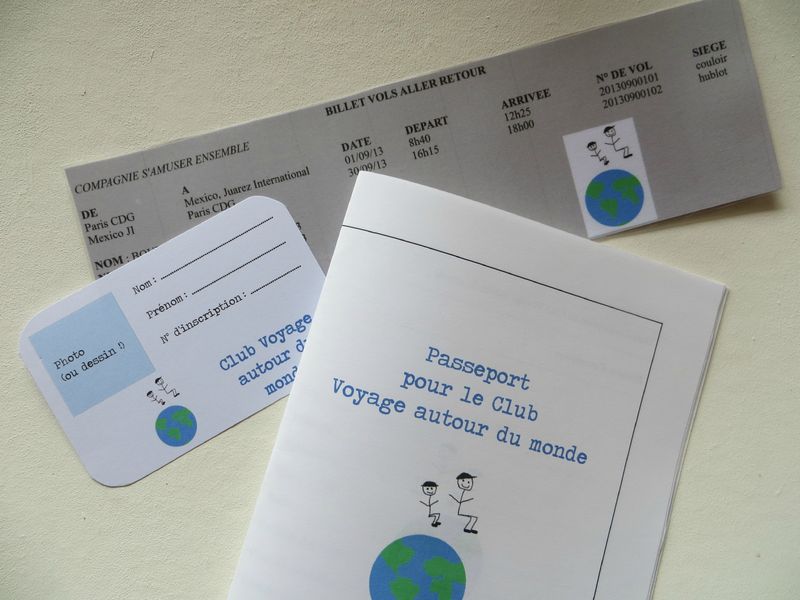 BILLET VOLS ALLER RETOUR
COMPAGNIE S'AMUSER ENSEMBLE
DE A DATE DEPART ARRIVEE N° DE VOL SIEGE
Paris CDG Mexico, Juarez International 01/09/13 8h40 12h25 20130900101 couloir
Mexico JI Paris CDG 30/09/13 16h15 18h00 20130900102 hublot
NOM :
Nom :
Prénom :
N° d'inscription :
Photo
(ou dessin !)
Club Voyage
autour
Passeport
pour le Club
Voyage autour du monde